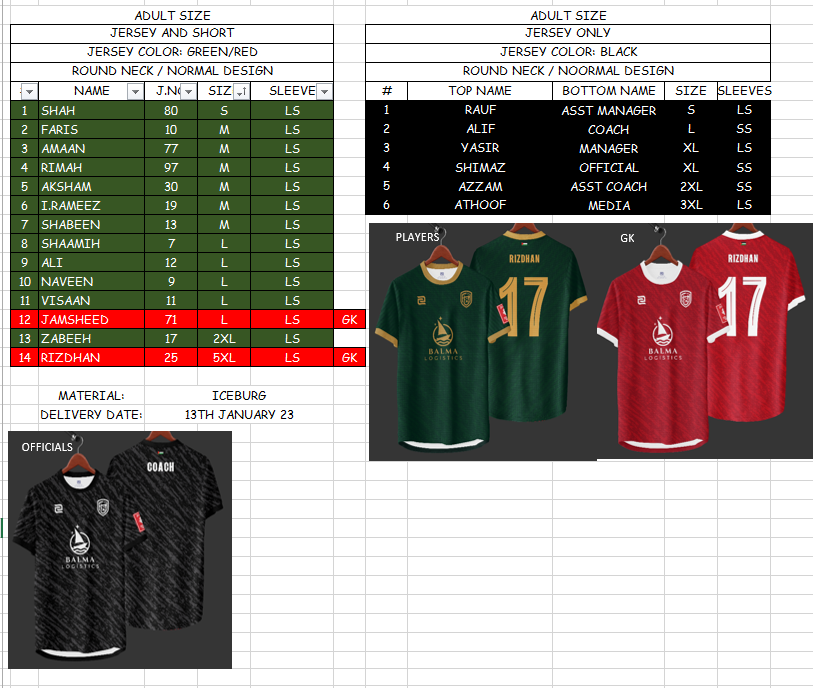 ADULT SIZE
JERSEY AND SHORT
JERSEY COLOR: GREEN/RED
ROUND NECK / NORMAL DESIGN
NAME J.NO SIZ SLEEVE
1 SHAH 80 S LS
2 FARIS 10 M LS
3 AMAAN 77 M LS
4 RIMAH 97 M LS
5 AKSHAM 30 M LS
6 I.RAMEEZ 19 M LS
7 SHABEEN 13 M LS
8 SHAAMIH 7 L LS
9 ALI 12 L LS
10 NAVEEN 9 L LS
11 VISAAN 11 L LS
12 JAMSHEED 71 L LS GK
13 ZABEEH 17 2XL LS
14 RIZDHAN 25 5XL LS GK
MATERIAL: ICEBURG
DELIVERY DATE: 13TH JANUARY 23
ADULT SIZE
JERSEY ONLY
JERSEY COLOR: BLACK
ROUND NECK / NOORMAL DESIGN
# TOP NAME BOTTOM NAME SIZE SLEEVES
1 RAUF ASST MANAGER S LS
2 ALIF COACH L SS
3 YASIR MANAGER XL LS
4 SHIMAZ OFFICIAL XL SS
5 AZZAM ASST COACH 2XL SS
6 ATHOOF MEDIA 3XL LS
PLAYERS
RIZDHAN
17
BALMA
LOGISTICS
GK
RIZDHAN
17
BALMA
LOGISTICS
OFFICIALS
COACH
BALMA
LOGISTICS